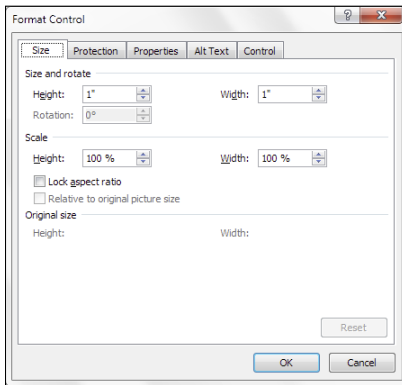 Format Control
Size Protection Properties Alt Text Control
Size and rotate
Height: 1" Width: 1"
Rotation: 0°
Scale
Height: 100 % Width: 100 %
Lock aspect ratio
Relative to original picture size
Original size
Height: Width:
Reset
OK Cancel